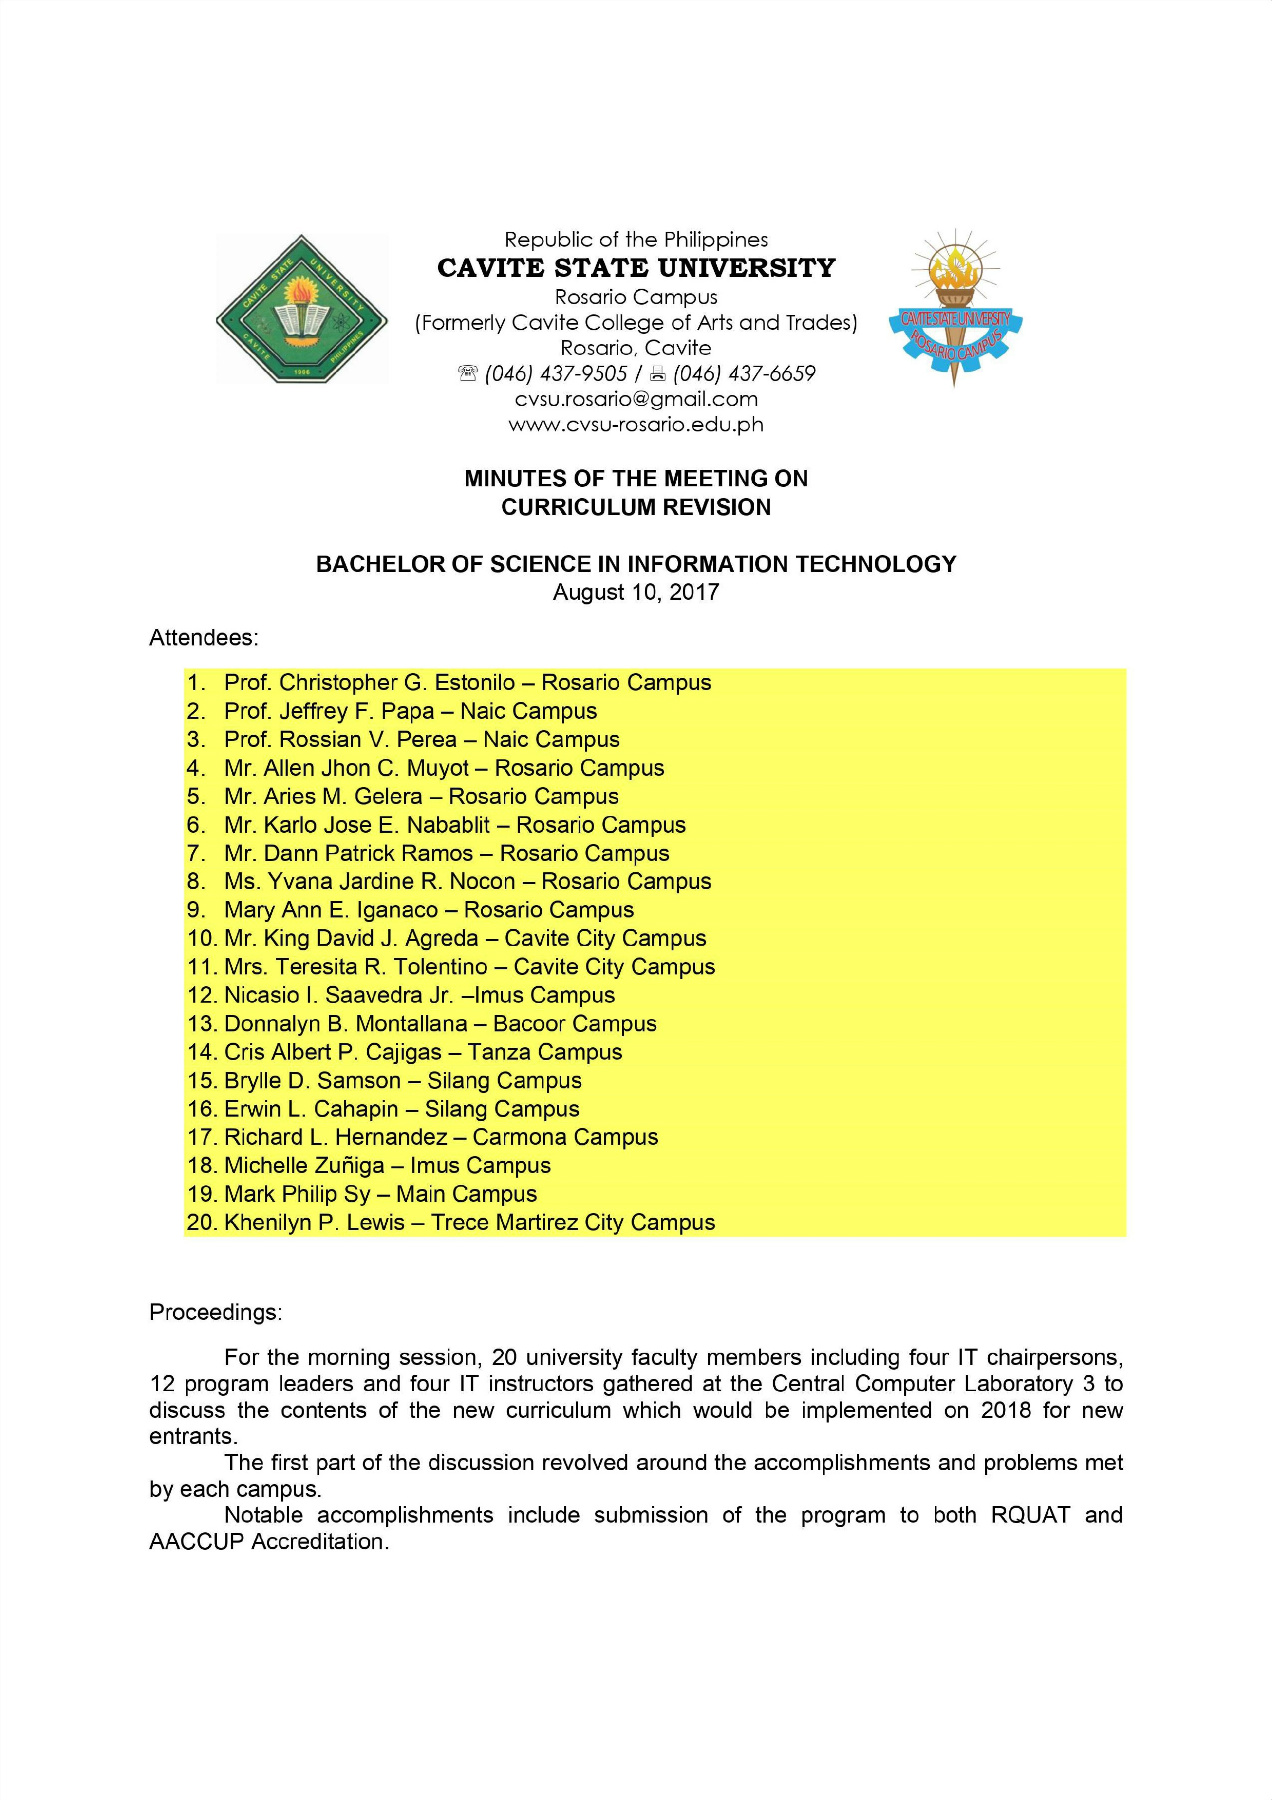 Republic of the Philippines
CAVITE STATE UNIVERSITY
Rosario Campus
(Formerly Cavite College of Arts and Trades)
Rosario, Cavite
☏ (046) 437-9505 / 🖷 (046) 437-6659
cvsu.rosario@gmail.com
www.cvsu-rosario.edu.ph
CAVITE STATE UNIVERSITY
CAVITE PHILIPPINES
1906
CAVITE STATE UNIVERSITY
ROSARIO CAMPUS
MINUTES OF THE MEETING ON
CURRICULUM REVISION
BACHELOR OF SCIENCE IN INFORMATION TECHNOLOGY
August 10, 2017
Attendees:
1. Prof. Christopher G. Estonilo – Rosario Campus
2. Prof. Jeffrey F. Papa – Naic Campus
3. Prof. Rossian V. Perea – Naic Campus
4. Mr. Allen Jhon C. Muyot – Rosario Campus
5. Mr. Aries M. Gelera – Rosario Campus
6. Mr. Karlo Jose E. Nabablit – Rosario Campus
7. Mr. Dann Patrick Ramos – Rosario Campus
8. Ms. Yvana Jardine R. Nocon – Rosario Campus
9. Mary Ann E. Iganaco – Rosario Campus
10. Mr. King David J. Agreda – Cavite City Campus
11. Mrs. Teresita R. Tolentino – Cavite City Campus
12. Nicasio I. Saavedra Jr. –Imus Campus
13. Donnalyn B. Montallana – Bacoor Campus
14. Cris Albert P. Cajigas – Tanza Campus
15. Brylle D. Samson – Silang Campus
16. Erwin L. Cahapin – Silang Campus
17. Richard L. Hernandez – Carmona Campus
18. Michelle Zuñiga – Imus Campus
19. Mark Philip Sy – Main Campus
20. Khenilyn P. Lewis – Trece Martirez City Campus
Proceedings:
For the morning session, 20 university faculty members including four IT chairpersons,
12 program leaders and four IT instructors gathered at the Central Computer Laboratory 3 to
discuss the contents of the new curriculum which would be implemented on 2018 for new
entrants.
The first part of the discussion revolved around the accomplishments and problems met
by each campus.
Notable accomplishments include submission of the program to both RQUAT and
AACCUP Accreditation.